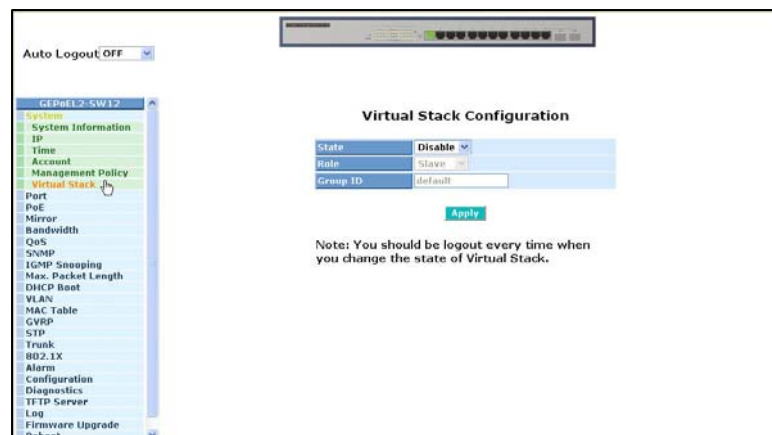 Auto Logout OFF
GEPoEL2-SW12
System
System Information
IP
Time
Account
Management Policy
Virtual Stack
Port
PoE
Mirror
Bandwidth
QoS
SNMP
IGMP Snooping
Max. Packet Length
DHCP Boot
VLAN
MAC Table
GVRP
STP
Trunk
802.1X
Alarm
Configuration
Diagnostics
TFTP Server
Log
Firmware Upgrade
Reboot
Virtual Stack Configuration
State Disable
Role Slave
Group ID default
Apply
Note: You should be logout every time when
you change the state of Virtual Stack.